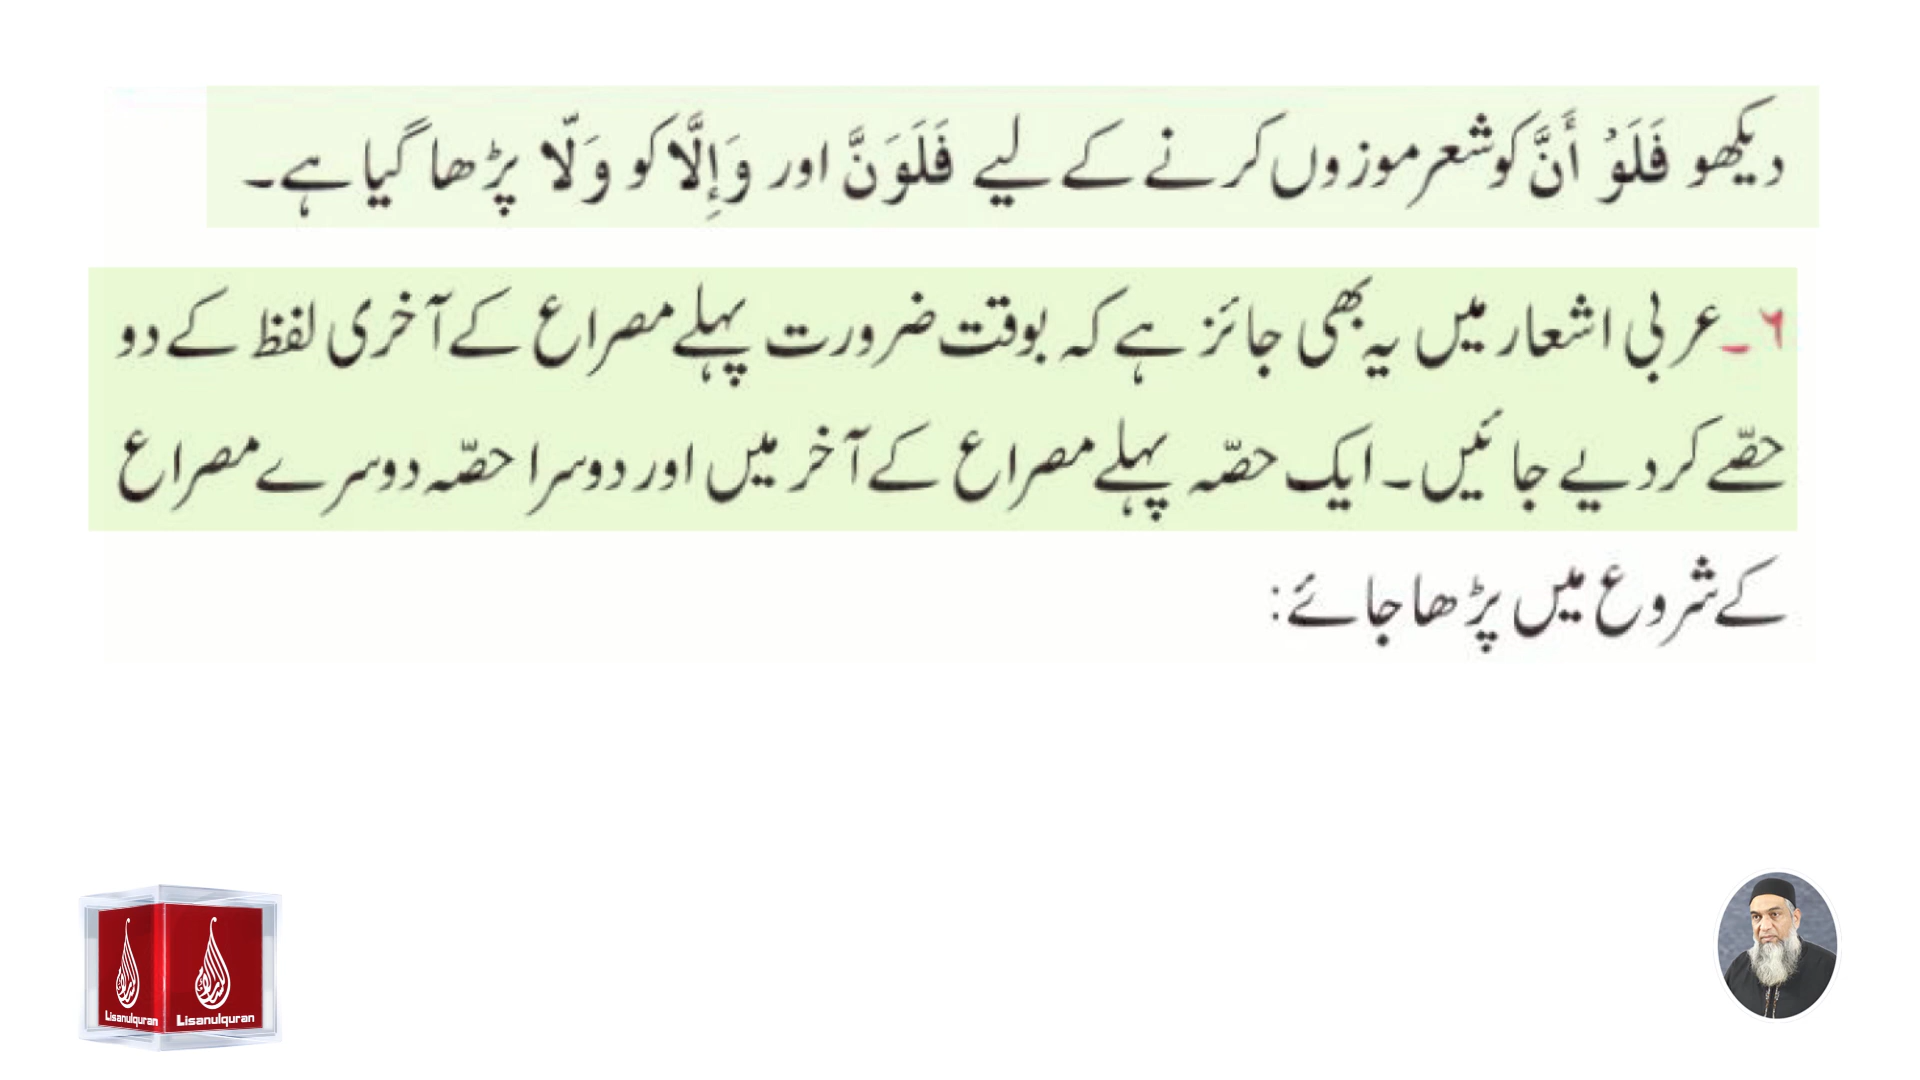 دیکھو فَلَوْ أَنَّ کو شعر موزوں کرنے کے لیے فَلَوَنَّ اور وَإِلَّا کو وَلَّا پڑھا گیا ہے۔
٦۔ عربی اشعار میں یہ بھی جائز ہے کہ بوقت ضرورت پہلے مصراع کے آخری لفظ کے دو
حصّے کر دیے جائیں۔ ایک حصّہ پہلے مصراع کے آخر میں اور دوسرا حصّہ دوسرے مصراع
کے شروع میں پڑھا جائے:
Lisanulquran Lisanulquran